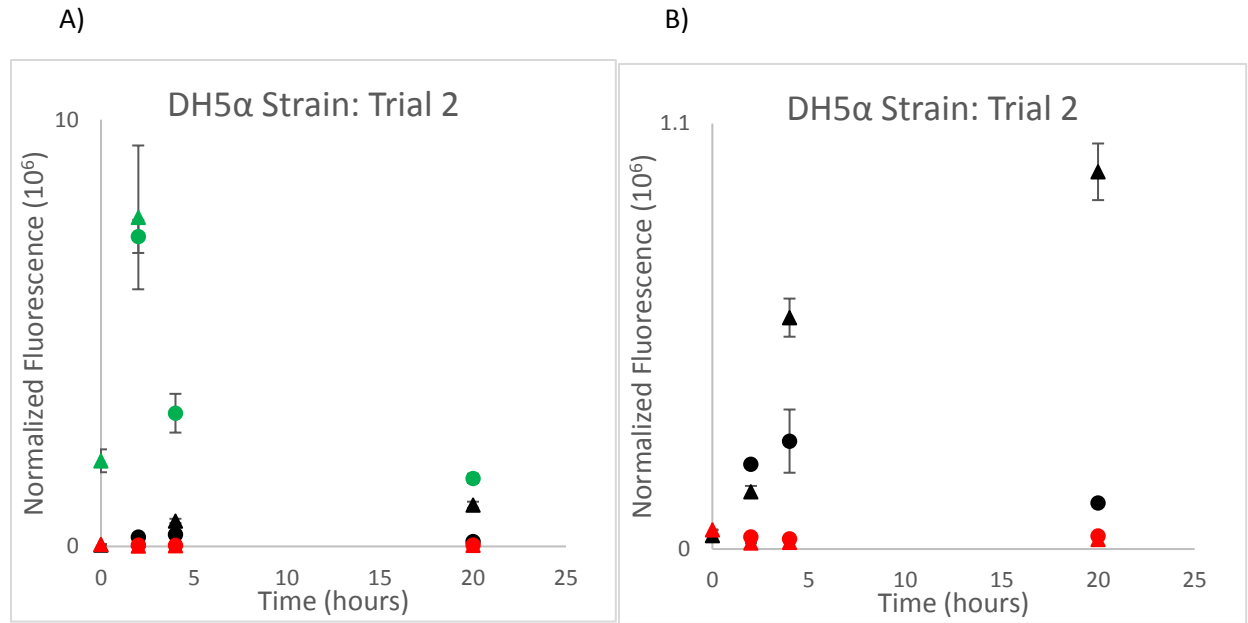 A)
DH5α Strain: Trial 2
10
Normalized Fluorescence (10⁶)
0
0 5 10 15 20 25
Time (hours)
B)
DH5α Strain: Trial 2
1.1
Normalized Fluorescence (10⁶)
0
0 5 10 15 20 25
Time (hours)